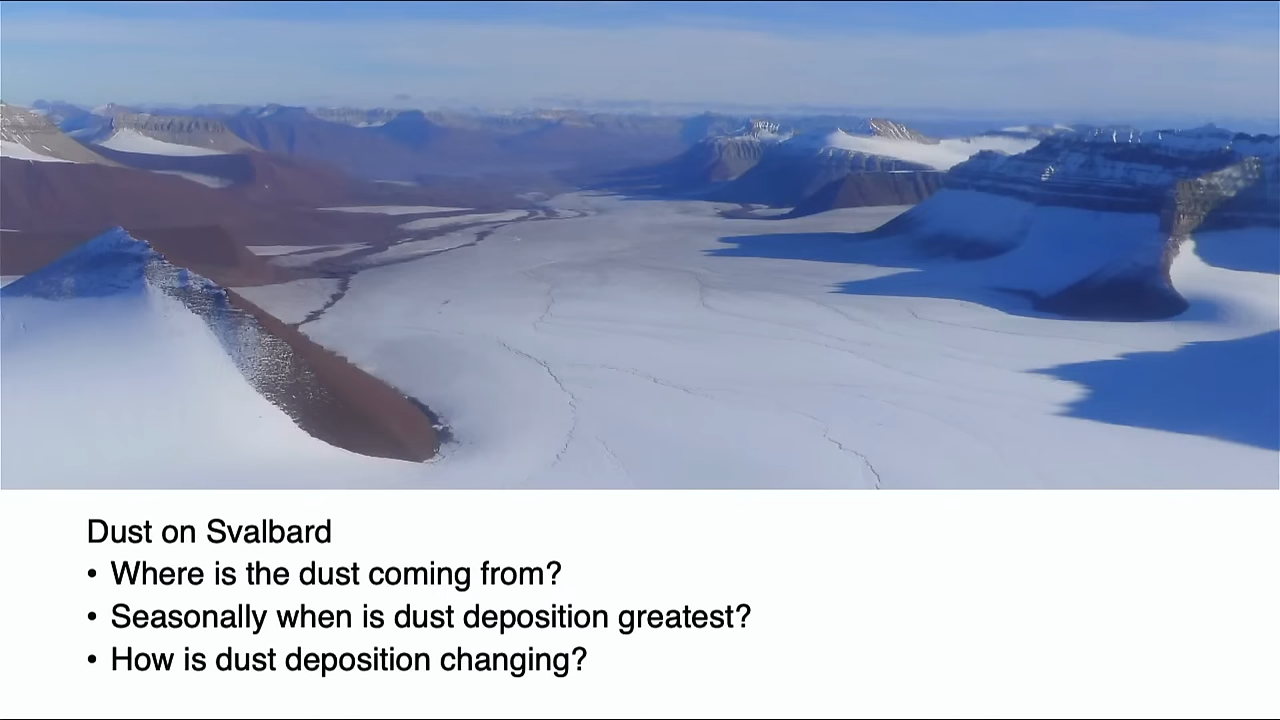 Dust on Svalbard
• Where is the dust coming from?
• Seasonally when is dust deposition greatest?
• How is dust deposition changing?